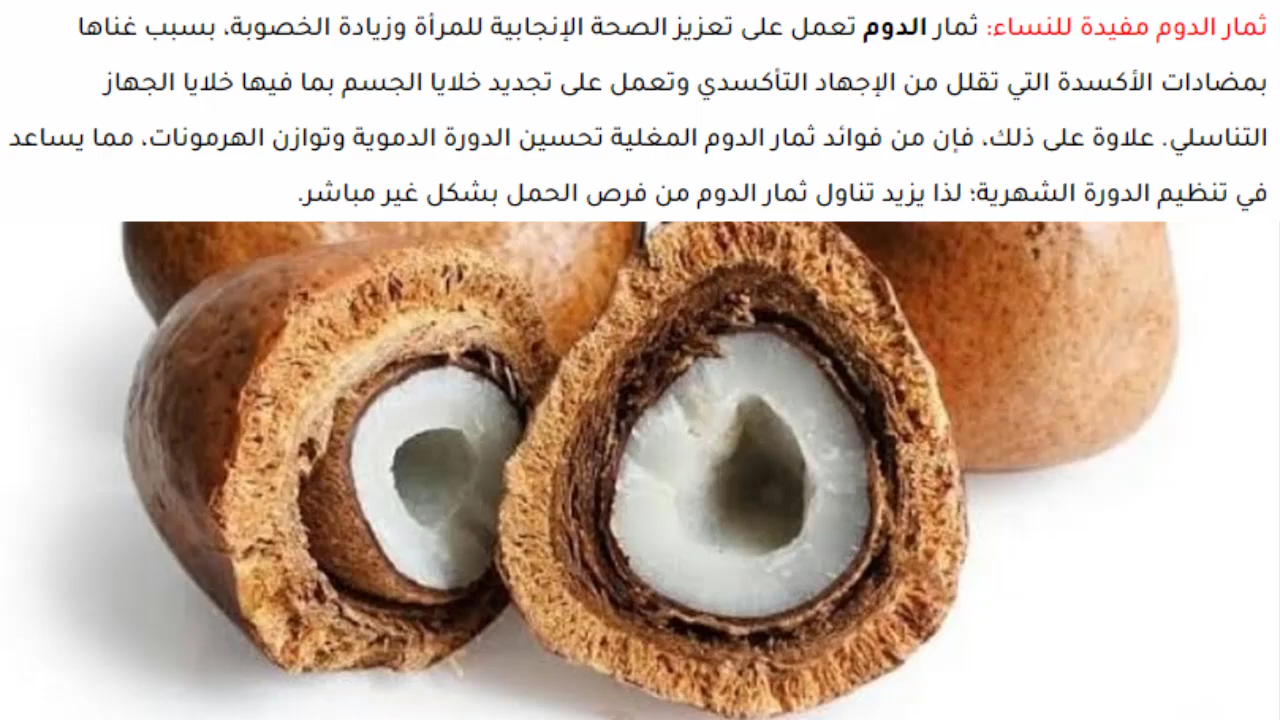 ثمار الدوم مفيدة للنساء: ثمار الدوم تعمل على تعزيز الصحة الإنجابية للمرأة وزيادة الخصوبة، بسبب غناها
بمضادات الأكسدة التي تقلل من الإجهاد التأكسدي وتعمل على تجديد خلايا الجسم بما فيها خلايا الجهاز
التناسلي. علاوة على ذلك، فإن من فوائد ثمار الدوم المغلية تحسين الدورة الدموية وتوازن الهرمونات، مما يساعد
في تنظيم الدورة الشهرية؛ لذا يزيد تناول ثمار الدوم من فرص الحمل بشكل غير مباشر.